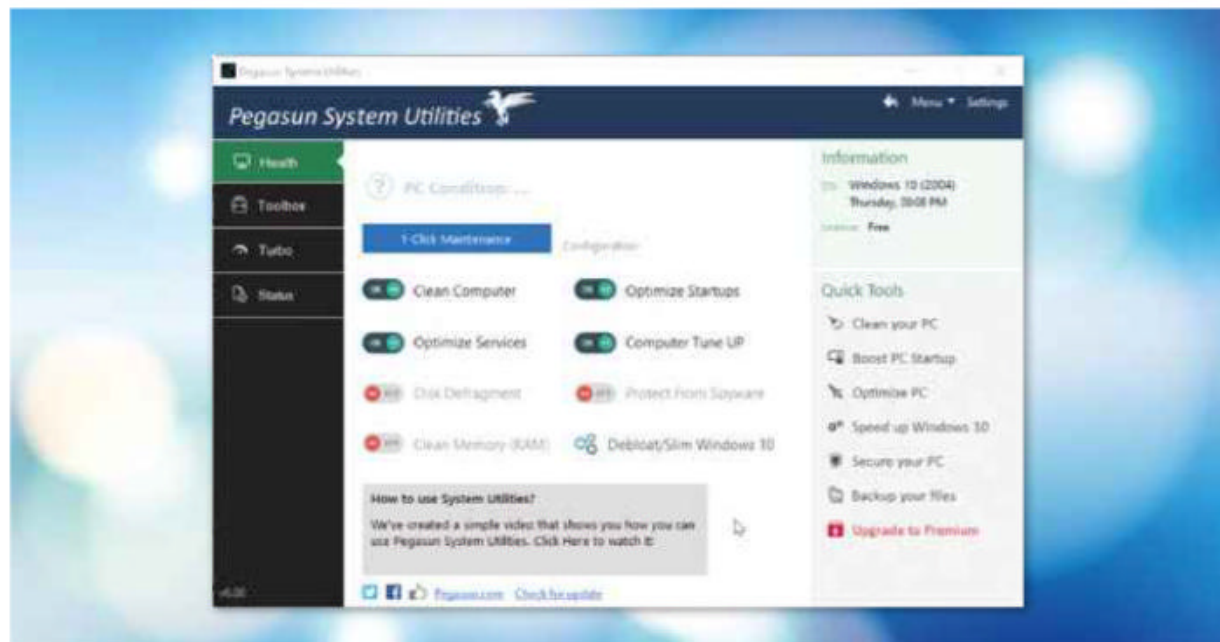 Pegasun System Utilities
Pegasun System Utilities
Menu Settings
Health
Toolbox
Turbo
Status
PC Condition: ...
1-Click Maintenance
Configuration
Clean Computer
Optimize Startups
Optimize Services
Computer Tune UP
Disk Defragment
Protect From Spyware
Clean Memory (RAM)
Debloat/Slim Windows 10
How to use System Utilities?
We've created a simple video that shows you how you can
use Pegasun System Utilities. Click Here to watch it!
Pegasun.com Check for update
Information
Windows 10 (2004)
Thursday, PM
License: Free
Quick Tools
Clean your PC
Boost PC Startup
Optimize PC
Speed up Windows 10
Secure your PC
Backup your files
Upgrade to Premium